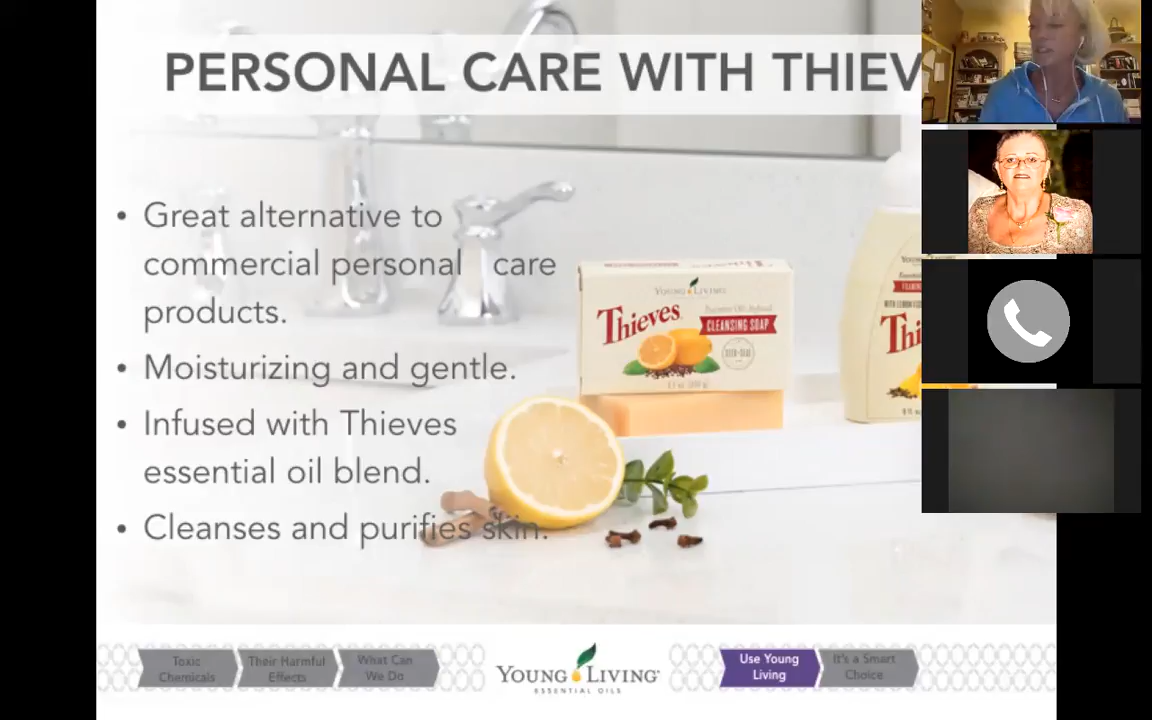 PERSONAL CARE WITH THIEV
• Great alternative to
commercial personal care
products.
• Moisturizing and gentle.
• Infused with Thieves
essential oil blend.
• Cleanses and purifies skin.
YOUNG LIVING
Thieves
CLEANSING SOAP
Thi
Toxic
Chemicals
Their Harmful
Effects
What Can
We Do
YOUNG LIVING
ESSENTIAL OILS
Use Young
Living
It's a Smart
Choice